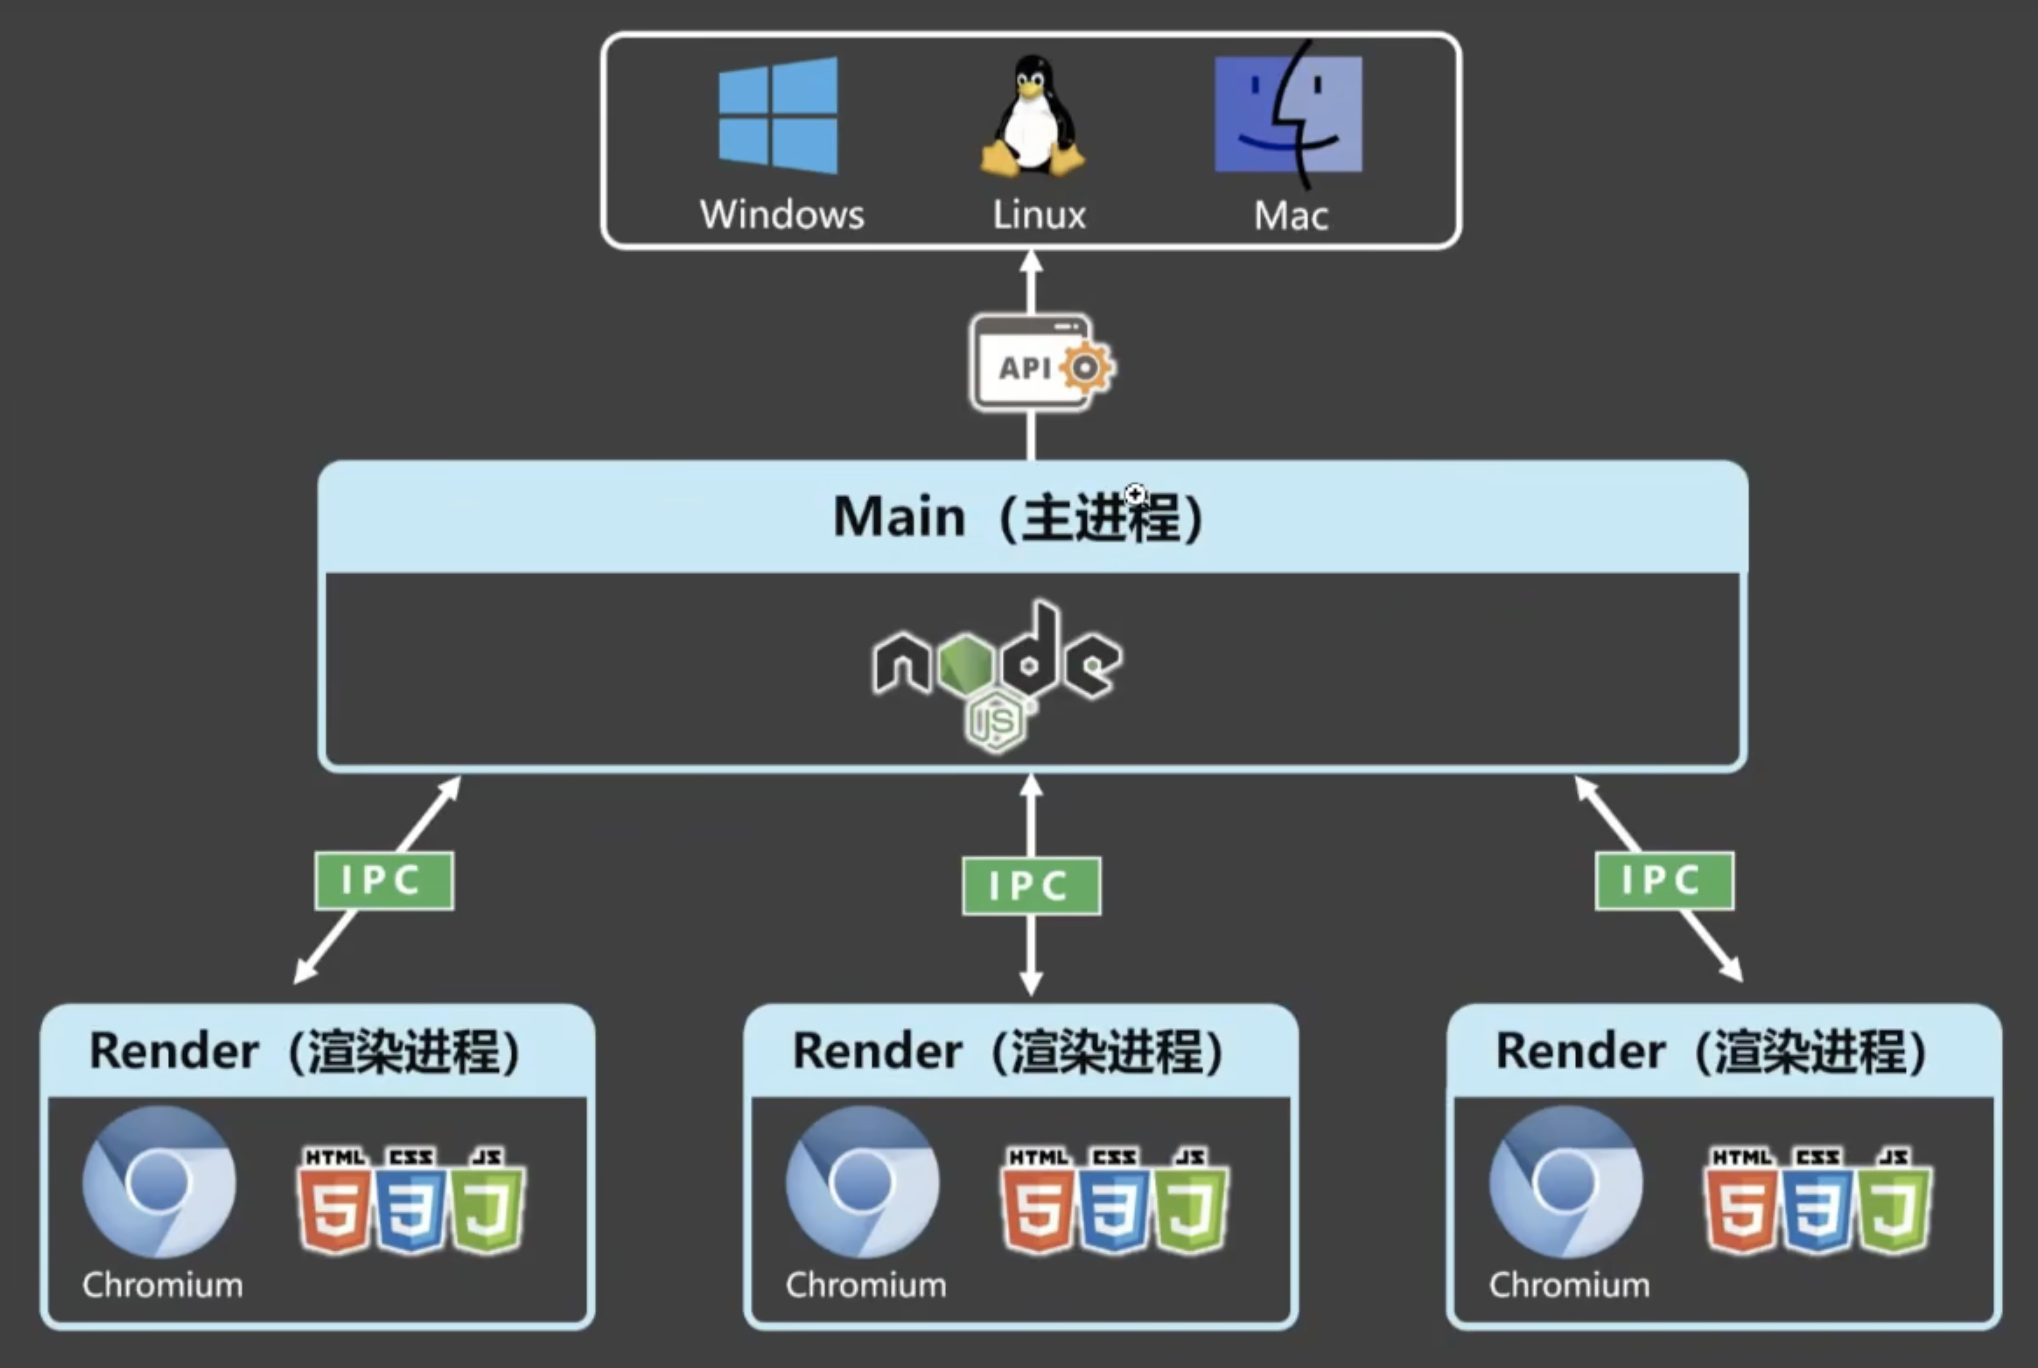 Windows
Linux
Mac
API
Main（主进程）
node
JS
IPC
IPC
IPC
Render（渲染进程）
Render（渲染进程）
Render（渲染进程）
HTML CSS JS
5 3 J
Chromium
HTML CSS JS
5 3 J
Chromium
HTML CSS JS
5 3 J
Chromium